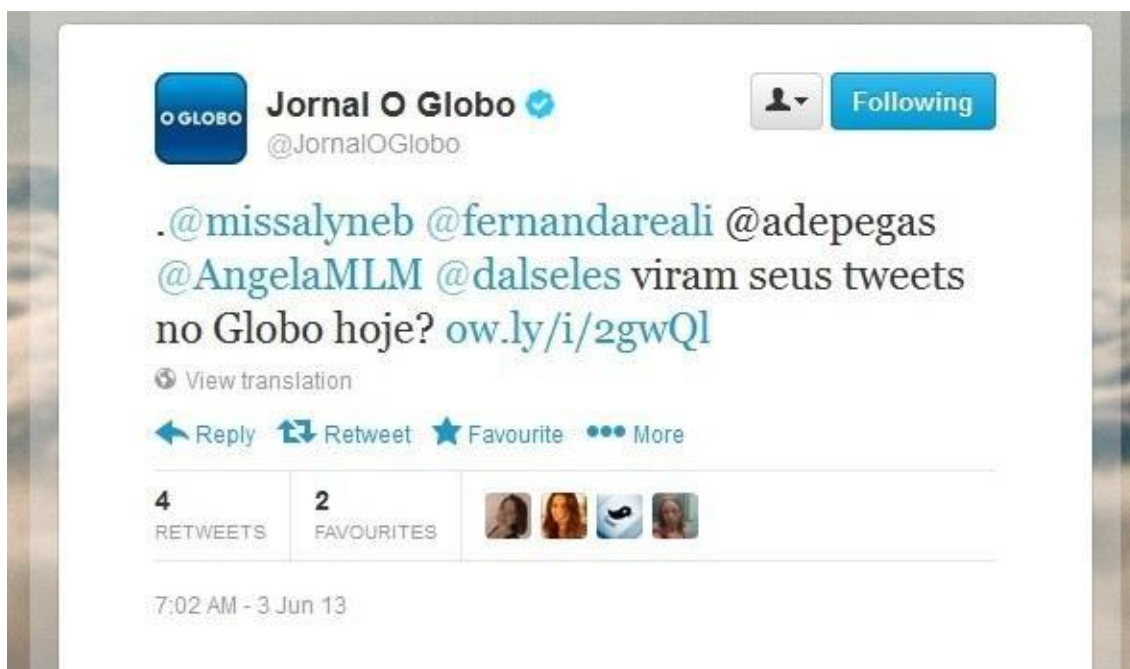 O GLOBO
Jornal O Globo
@JornalOGlobo
Following
.@missalyneb @fernandareali @adepegas
@AngelaMLM @dalseles viram seus tweets
no Globo hoje? ow.ly/i/2gwQl
View translation
Reply Retweet Favourite More
4 2
RETWEETS FAVOURITES
7:02 AM - 3 Jun 13